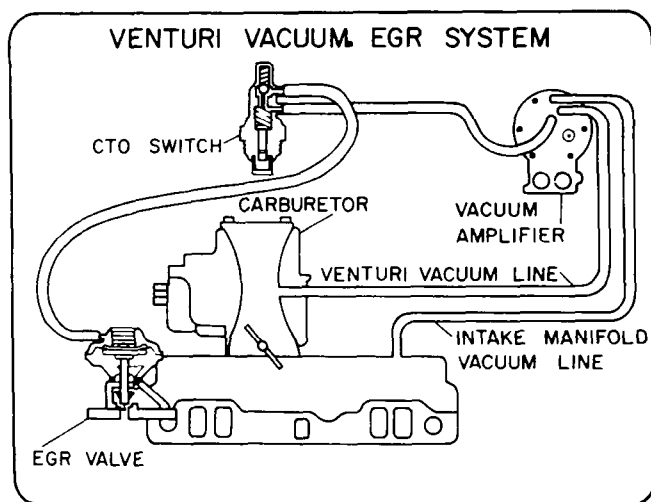 VENTURI VACUUM. EGR SYSTEM
CTO SWITCH
CARBURETOR
VACUUM
AMPLIFIER
VENTURI VACUUM LINE
INTAKE MANIFOLD
VACUUM LINE
EGR VALVE